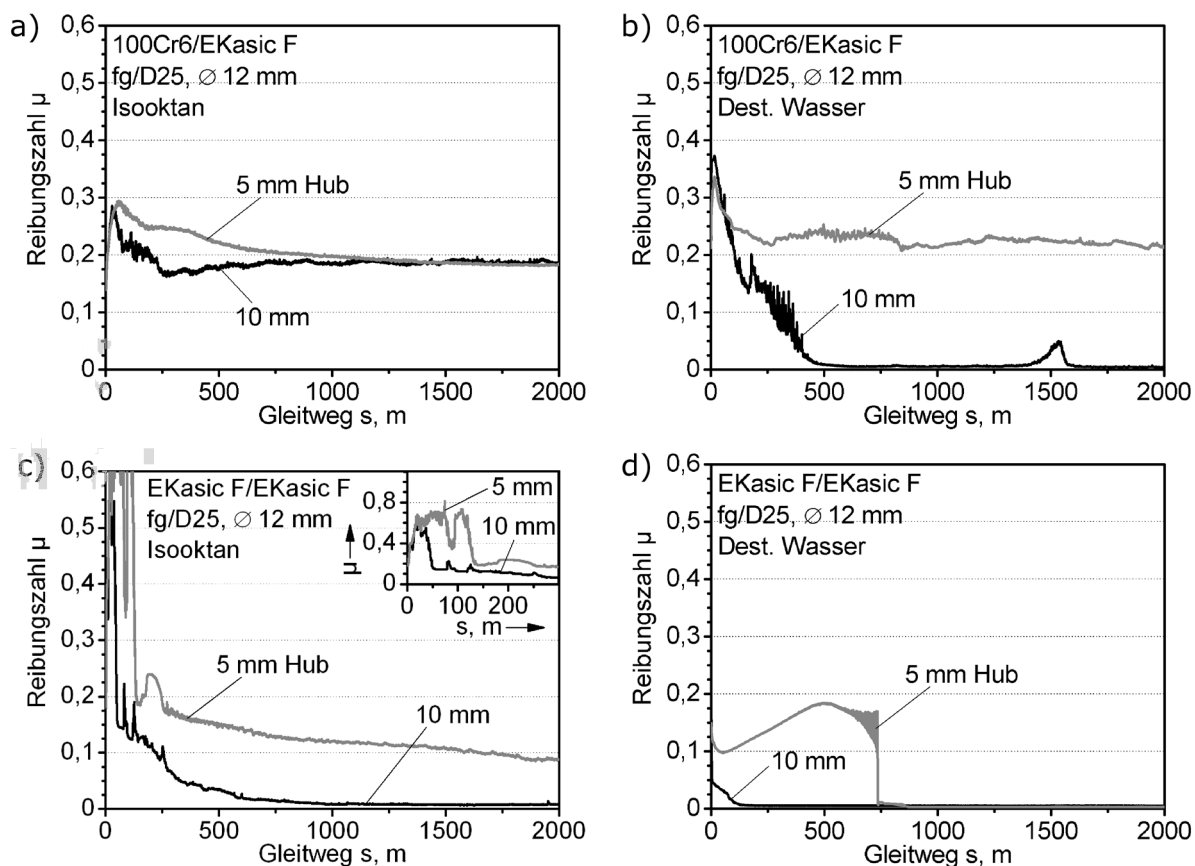 a)
0,6
0,5
0,4
0,3
0,2
0,1
0
Reibungszahl µ
100Cr6/EKasic F
fg/D25, ∅ 12 mm
Isooktan
5 mm Hub
10 mm
0
500
1000
1500
2000
Gleitweg s, m
b)
0,6
0,5
0,4
0,3
0,2
0,1
0
Reibungszahl µ
100Cr6/EKasic F
fg/D25, ∅ 12 mm
Dest. Wasser
5 mm Hub
10 mm
0
500
1000
1500
2000
Gleitweg s, m
c)
0,6
0,5
0,4
0,3
0,2
0,1
0
Reibungszahl µ
EKasic F/EKasic F
fg/D25, ∅ 12 mm
Isooktan
0,8
0,4
0
µ
5 mm
10 mm
0
100
200
s, m
5 mm Hub
10 mm
0
500
1000
1500
2000
Gleitweg s, m
d)
0,6
0,5
0,4
0,3
0,2
0,1
0
Reibungszahl µ
EKasic F/EKasic F
fg/D25, ∅ 12 mm
Dest. Wasser
5 mm Hub
10 mm
0
500
1000
1500
2000
Gleitweg s, m